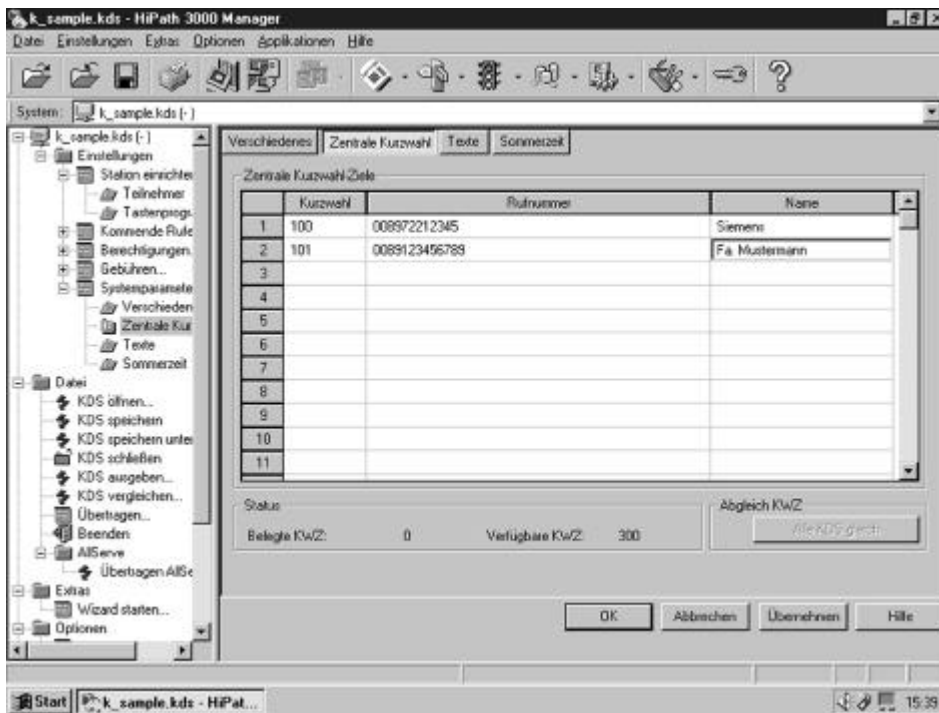 k_sample.kds - HiPath 3000 Manager
Datei Einstellungen Extras Optionen Applikationen Hilfe
System: k_sample.kds (-)
k_sample.kds (-)
Einstellungen
Station einrichten
Teilnehmer
Tastenprogr
Kommende Rufe
Berechtigungen.
Gebühren...
Systemparamete
Verschieden
Zentrale Kur
Texte
Sommerzeit
Datei
KDS öffnen...
KDS speichern
KDS speichern unter
KDS schließen
KDS ausgeben...
KDS vergleichen...
Übertragen...
Beenden
AllServe
Übertragen AllSe
Extras
Wizard starten...
Optionen
Verschiedenes Zentrale Kurzwahl Texte Sommerzeit
Zentrale Kurzwahl-Ziele
Kurzwahl Rufnummer Name
1 100 008972212345 Siemens
2 101 0089123456789 Fa. Mustermann
3
4
5
6
7
8
9
10
11
Status
Belegte KWZ: 0 Verfügbare KWZ: 300
Abgleich KWZ
Alle KDS
OK Abbrechen Übernehmen Hilfe
Start k_sample.kds - HiPat... 15:39